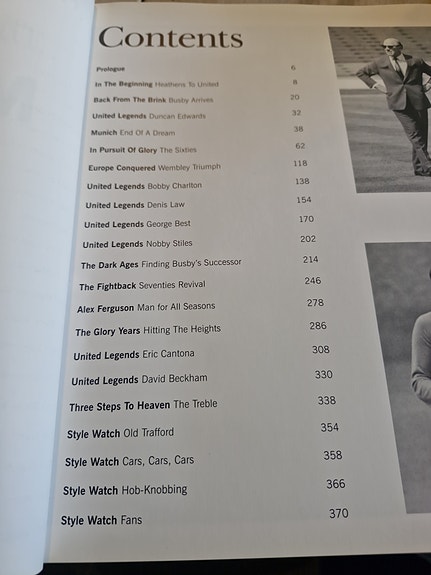 Contents
Prologue 6
In The Beginning Heathens To United 8
Back From The Brink Busby Arrives 20
United Legends Duncan Edwards 32
Munich End Of A Dream 38
In Pursuit Of Glory The Sixties 62
Europe Conquered Wembley Triumph 118
United Legends Bobby Charlton 138
United Legends Denis Law 154
United Legends George Best 170
United Legends Nobby Stiles 202
The Dark Ages Finding Busby's Successor 214
The Fightback Seventies Revival 246
Alex Ferguson Man for All Seasons 278
The Glory Years Hitting The Heights 286
United Legends Eric Cantona 308
United Legends David Beckham 330
Three Steps To Heaven The Treble 338
Style Watch Old Trafford 354
Style Watch Cars, Cars, Cars 358
Style Watch Hob-Knobbing 366
Style Watch Fans 370